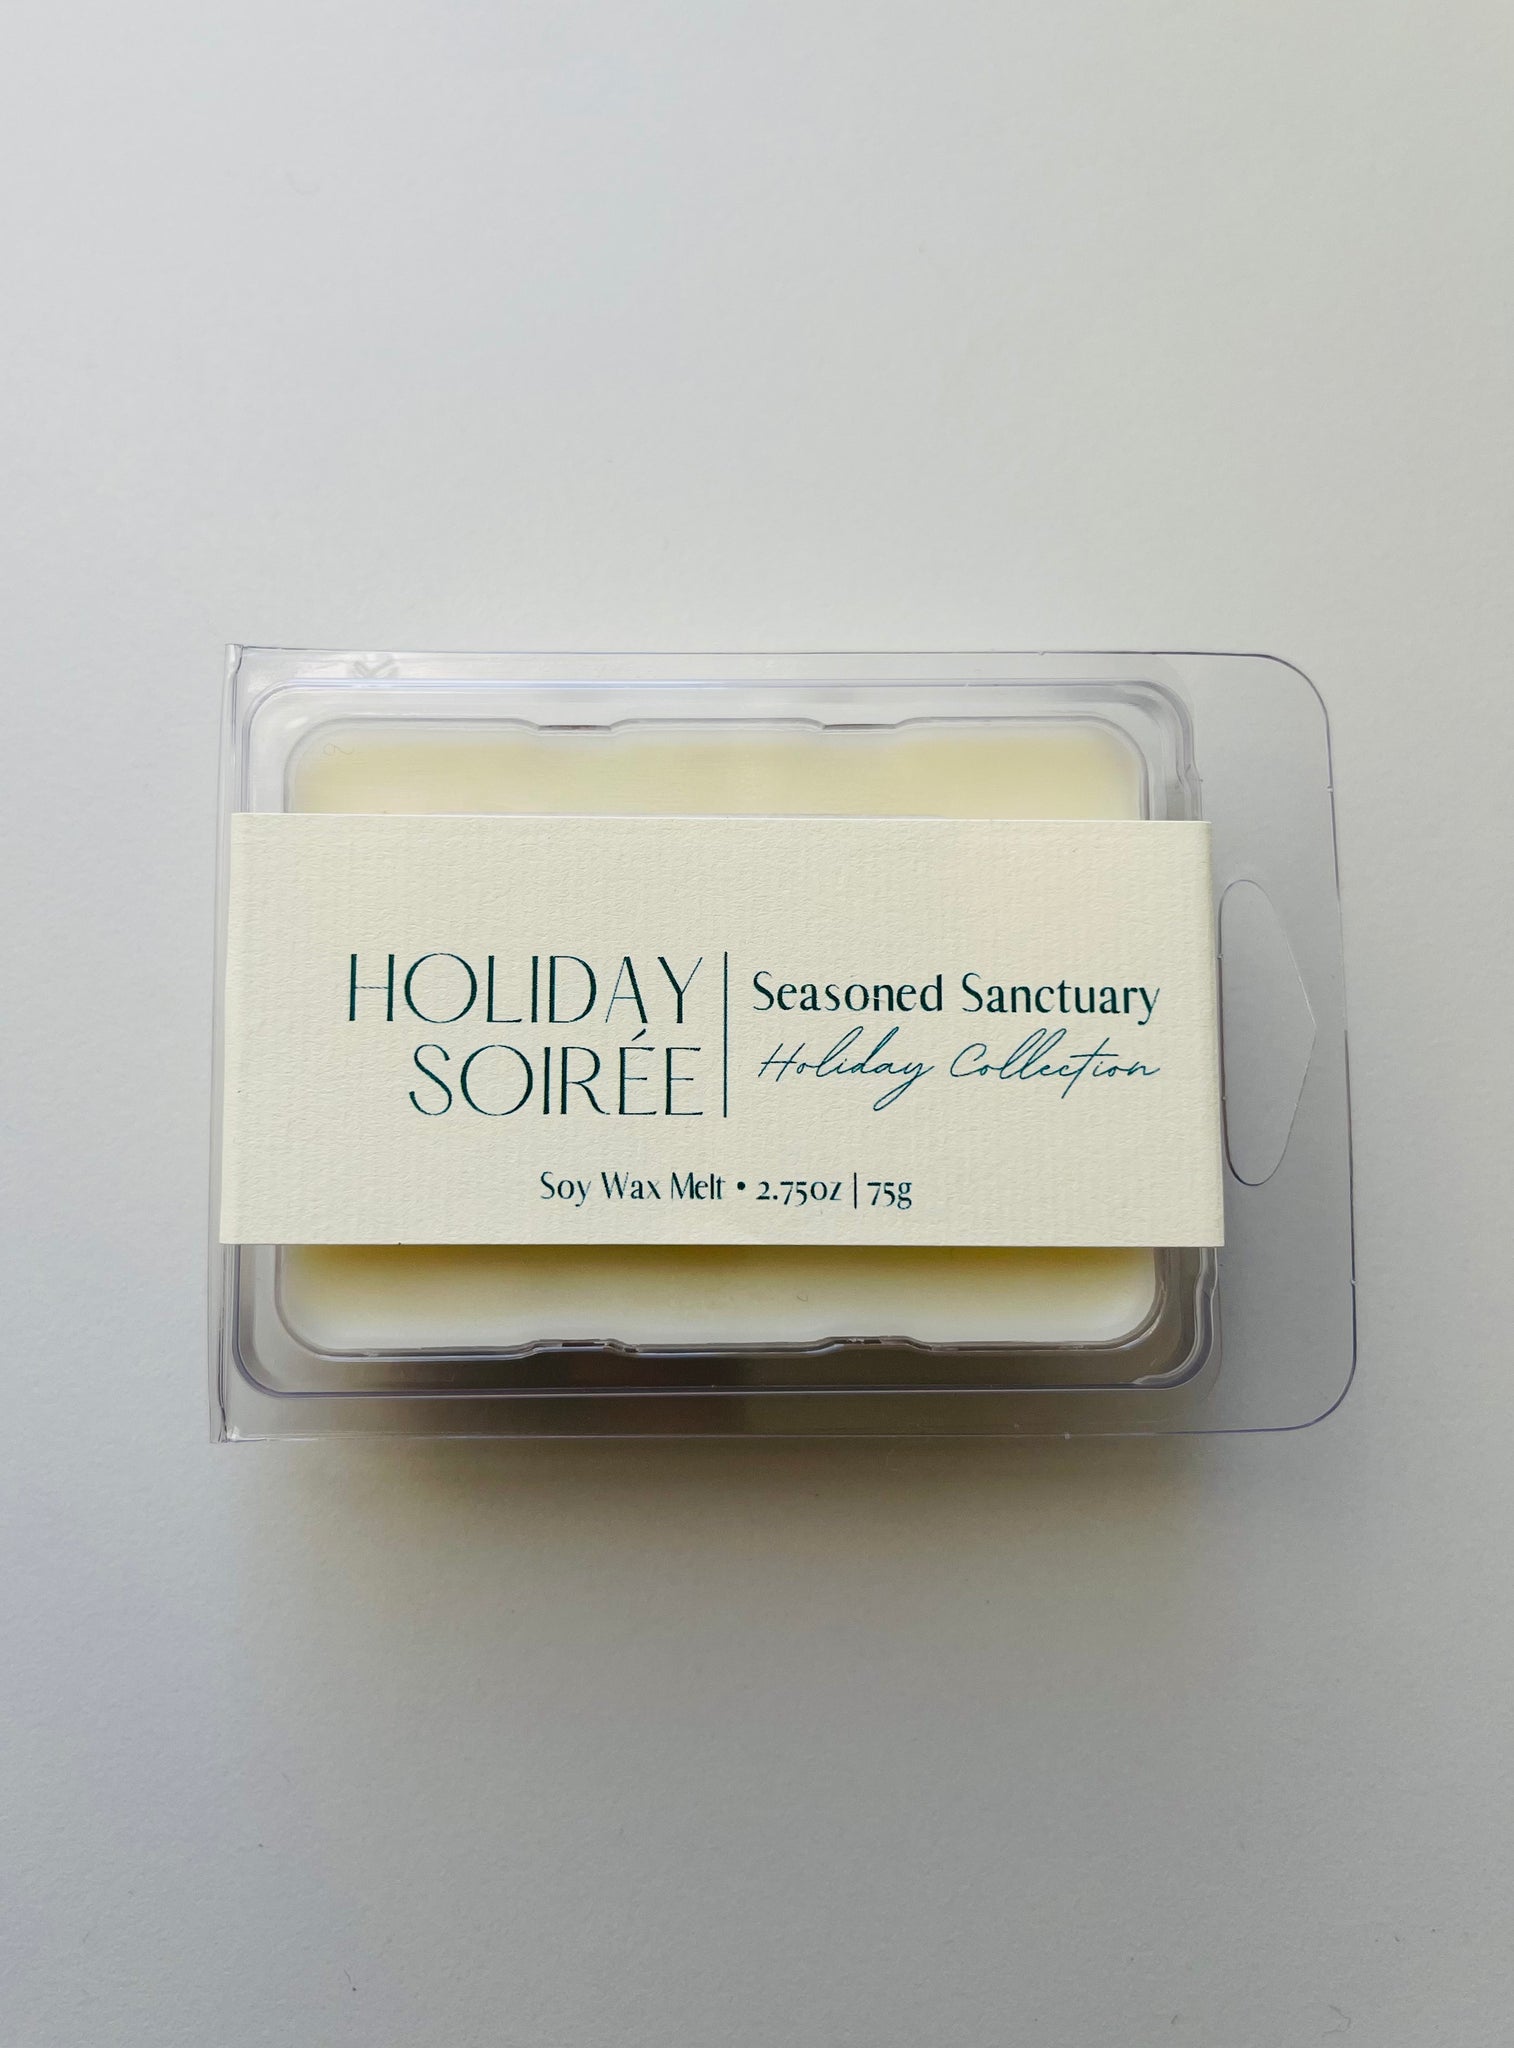 HOLIDAY
SOIRÉE
Seasoned Sanctuary
Holiday Collection
Soy Wax Melt • 2.75oz | 75g